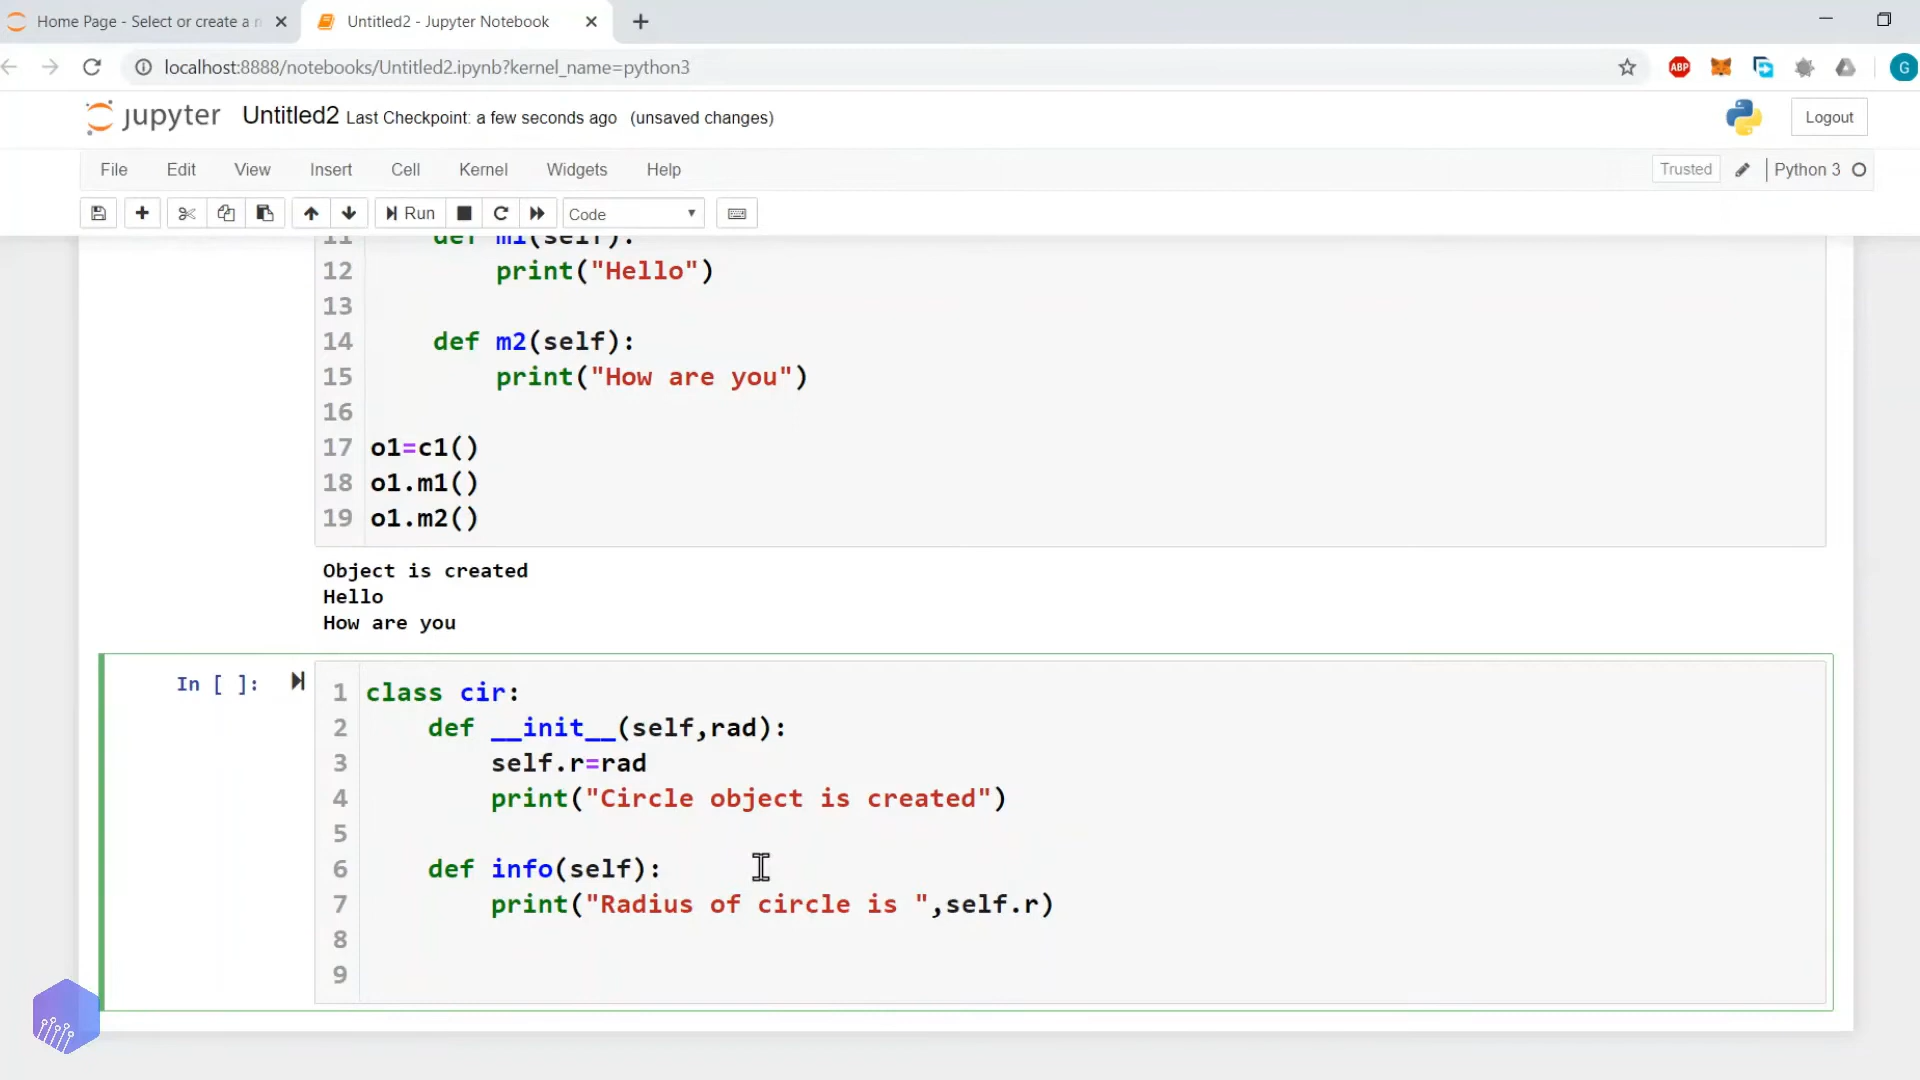 Home Page - Select or create a n
Untitled2 - Jupyter Notebook
localhost:8888/notebooks/Untitled2.ipynb?kernel_name=python3
ABP
G
jupyter Untitled2 Last Checkpoint: a few seconds ago (unsaved changes)
Logout
File Edit View Insert Cell Kernel Widgets Help
Trusted Python 3
Run Code
11 def m1(self):
12 print("Hello")
13
14 def m2(self):
15 print("How are you")
16
17 o1=c1()
18 o1.m1()
19 o1.m2()
Object is created
Hello
How are you
In [ ]:
1 class cir:
2 def __init__(self,rad):
3 self.r=rad
4 print("Circle object is created")
5
6 def info(self):
7 print("Radius of circle is ",self.r)
8
9